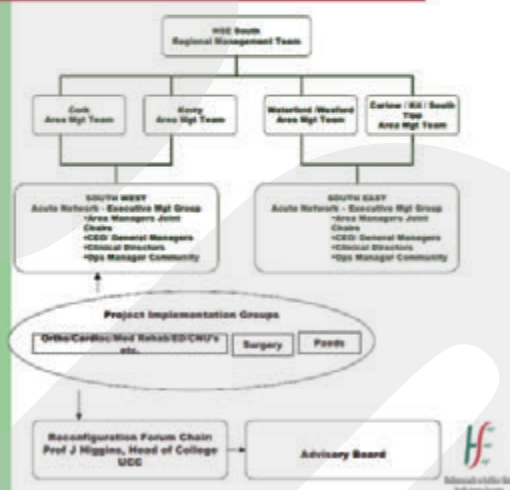 HSE South
Regional Management Team
Cork
Area Mgt Team
Kerry
Area Mgt Team
Waterford /Wexford
Area Mgt Team
Carlow / Kil / South
Tipp
Area Mgt Team
SOUTH WEST
Acute Network - Executive Mgt Group
•Area Managers Joint
Chairs
•CEO/ General Managers
•Clinical Directors
•Ops Manager Community
SOUTH EAST
Acute Network - Executive Mgt Group
•Area Managers Joint
Chairs
•CEO/ General Managers
•Clinical Directors
•Ops Manager Community
Project Implementation Groups
Ortho/Cardiac/Med Rehab/ED/CNU's
etc.
Surgery
Paeds
Reconfiguration Forum Chain
Prof J Higgins, Head of College
UCC
Advisory Board